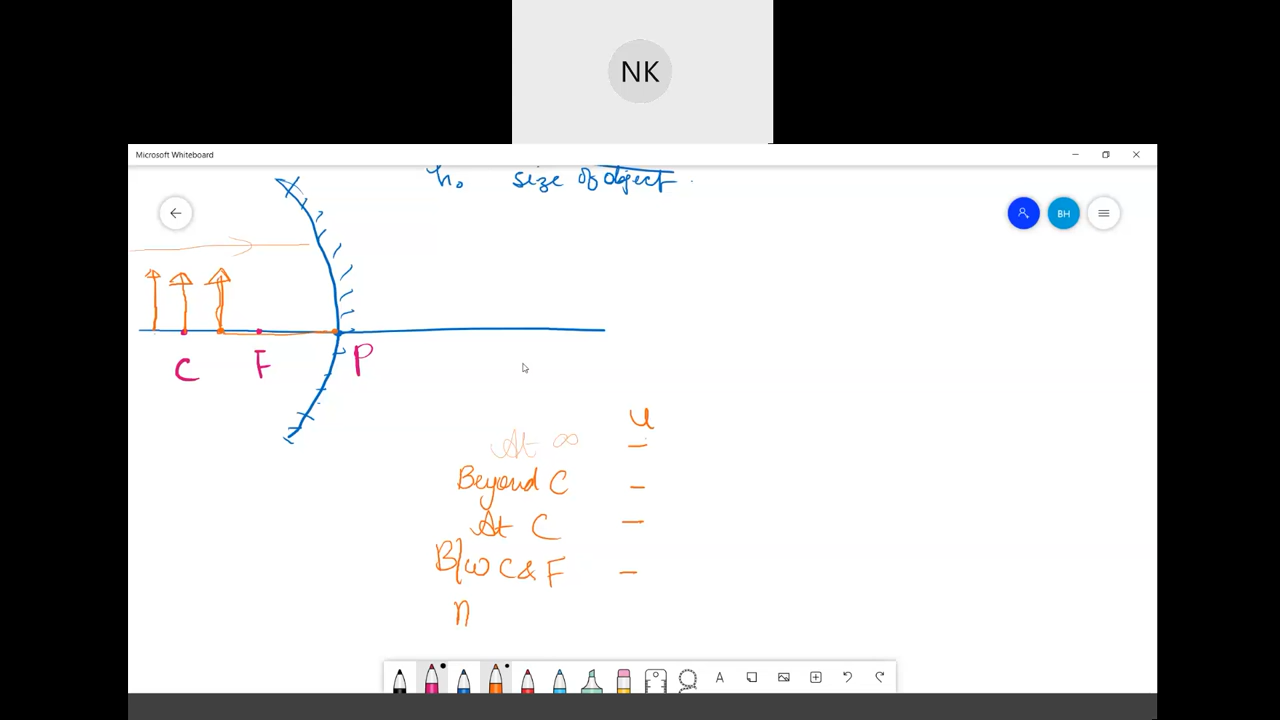 NK
Microsoft Whiteboard
h₀ size of object.
BH
C F P
u
At ∞ –
Beyond C –
At C –
B/w C & F –
n
A